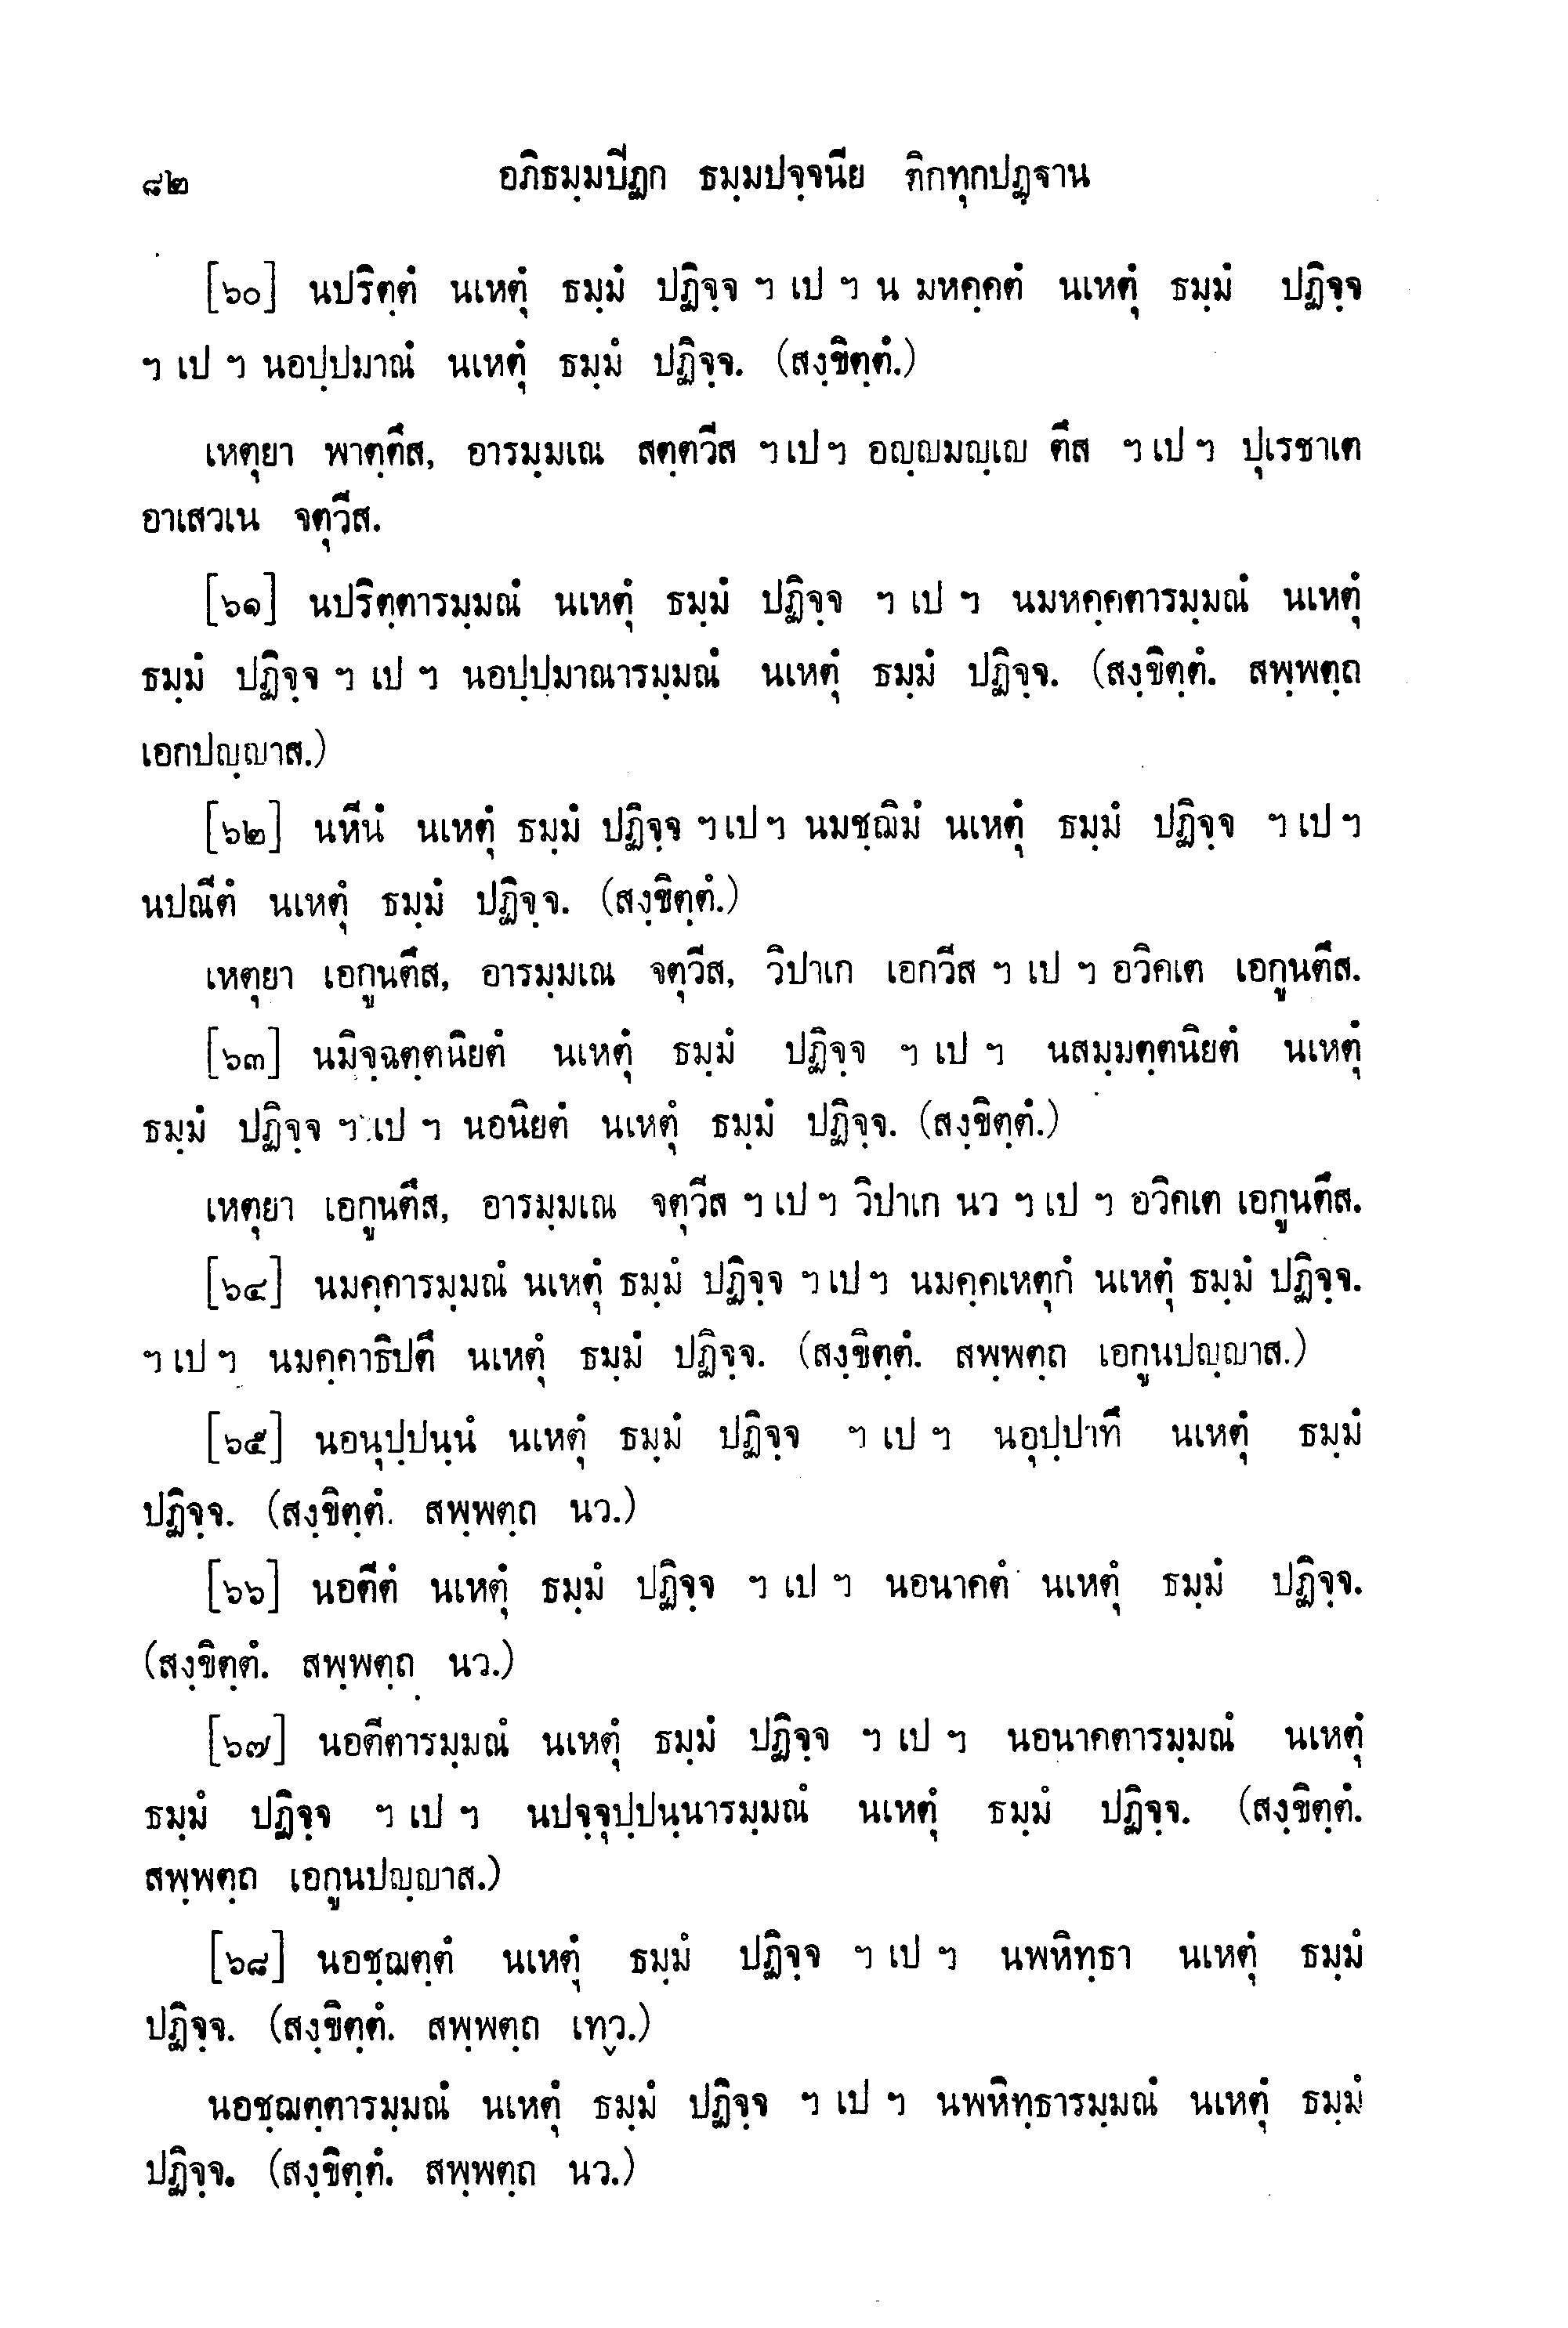 ๘๒ อภิธมฺมปีฏก ธมฺมปจฺจนีย ติกทุกปฏฺฐาน
[๖๐] นปริตฺตํ นเหตุํ ธมฺมํ ปฏิจฺจ ฯ เป ฯ น มหคฺคตํ นเหตุํ ธมฺมํ ปฏิจฺจ
ฯ เป ฯ นอปฺปมาณํ นเหตุํ ธมฺมํ ปฏิจฺจ. (สงฺขิตฺตํ.)
เหตุยา พาตฺตึส, อารมฺมเณ สตฺตวีส ฯ เป ฯ อญฺญมญฺเญ ตึส ฯ เป ฯ ปุเรชาเต
อาเสวเน จตุวีส.
[๖๑] นปริตฺตารมฺมณํ นเหตุํ ธมฺมํ ปฏิจฺจ ฯ เป ฯ นมหคฺคตารมฺมณํ นเหตุํ
ธมฺมํ ปฏิจฺจ ฯ เป ฯ นอปฺปมาณารมฺมณํ นเหตุํ ธมฺมํ ปฏิจฺจ. (สงฺขิตฺตํ. สพฺพตฺถ
เอกปญฺญาส.)
[๖๒] นหีนํ นเหตุํ ธมฺมํ ปฏิจฺจ ฯ เป ฯ นมชฺฌิมํ นเหตุํ ธมฺมํ ปฏิจฺจ ฯ เป ฯ
นปณีตํ นเหตุํ ธมฺมํ ปฏิจฺจ. (สงฺขิตฺตํ.)
เหตุยา เอกูนตึส, อารมฺมเณ จตุวีส, วิปาเก เอกวีส ฯ เป ฯ อวิคเต เอกูนตึส.
[๖๓] นมิจฺฉตฺตนิยตํ นเหตุํ ธมฺมํ ปฏิจฺจ ฯ เป ฯ นสมฺมตฺตนิยตํ นเหตุํ
ธมฺมํ ปฏิจฺจ ฯ เป ฯ นอนิยตํ นเหตุํ ธมฺมํ ปฏิจฺจ. (สงฺขิตฺตํ.)
เหตุยา เอกูนตึส, อารมฺมเณ จตุวีส ฯ เป ฯ วิปาเก นว ฯ เป ฯ อวิคเต เอกูนตึส.
[๖๔] นมคฺคารมฺมณํ นเหตุํ ธมฺมํ ปฏิจฺจ ฯ เป ฯ นมคฺคเหตุกํ นเหตุํ ธมฺมํ ปฏิจฺจ.
ฯ เป ฯ นมคฺคาธิปตึ นเหตุํ ธมฺมํ ปฏิจฺจ. (สงฺขิตฺตํ. สพฺพตฺถ เอกูนปญฺญาส.)
[๖๕] นอนุปฺปนฺนํ นเหตุํ ธมฺมํ ปฏิจฺจ ฯ เป ฯ นอุปฺปาทึ นเหตุํ ธมฺมํ
ปฏิจฺจ. (สงฺขิตฺตํ. สพฺพตฺถ นว.)
[๖๖] นอตีตํ นเหตุํ ธมฺมํ ปฏิจฺจ ฯ เป ฯ นอนาคตํ นเหตุํ ธมฺมํ ปฏิจฺจ.
(สงฺขิตฺตํ. สพฺพตฺถ นว.)
[๖๗] นอตีตารมฺมณํ นเหตุํ ธมฺมํ ปฏิจฺจ ฯ เป ฯ นอนาคตารมฺมณํ นเหตุํ
ธมฺมํ ปฏิจฺจ ฯ เป ฯ นปจฺจุปฺปนฺนารมฺมณํ นเหตุํ ธมฺมํ ปฏิจฺจ. (สงฺขิตฺตํ.
สพฺพตฺถ เอกูนปญฺญาส.)
[๖๘] นอชฺฌตฺตํ นเหตุํ ธมฺมํ ปฏิจฺจ ฯ เป ฯ นพหิทฺธา นเหตุํ ธมฺมํ
ปฏิจฺจ. (สงฺขิตฺตํ. สพฺพตฺถ เทฺว.)
นอชฺฌตฺตารมฺมณํ นเหตุํ ธมฺมํ ปฏิจฺจ ฯ เป ฯ นพหิทฺธารมฺมณํ นเหตุํ ธมฺมํ
ปฏิจฺจ. (สงฺขิตฺตํ. สพฺพตฺถ นว.)